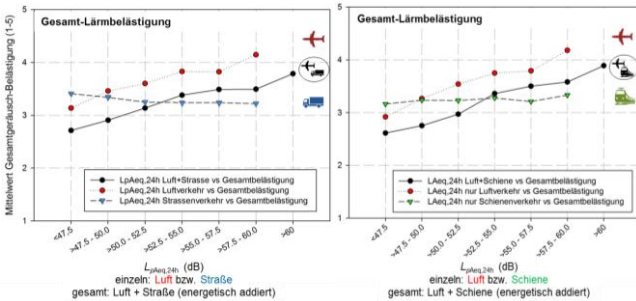 Gesamt-Lärmbelästigung
Mittelwert Gesamtgeräusch-Belästigung (1-5)
5
4
3
2
1
LpAeq,24h Luft+Strasse vs Gesamtbelästigung
LpAeq,24h Luftverkehr vs Gesamtbelästigung
LpAeq,24h Strassenverkehr vs Gesamtbelästigung
<47.5
>47.5 - 50.0
>50.0 - 52.5
>52.5 - 55.0
>55.0 - 57.5
>57.5 - 60.0
>60
LpAeq,24h (dB)
einzeln: Luft bzw. Straße
gesamt: Luft + Straße (energetisch addiert)
Gesamt-Lärmbelästigung
5
4
3
2
1
LAeq,24h Luft+Schiene vs Gesamtbelästigung
LAeq,24h nur Luftverkehr vs Gesamtbelästigung
LAeq,24h nur Schienenverkehr vs Gesamtbelästigung
<47.5
>47.5 - 50.0
>50.0 - 52.5
>52.5 - 55.0
>55.0 - 57.5
>57.5 - 60.0
>60
LpAeq,24h (dB)
einzeln: Luft bzw. Schiene
gesamt: Luft + Schiene (energetisch addiert)